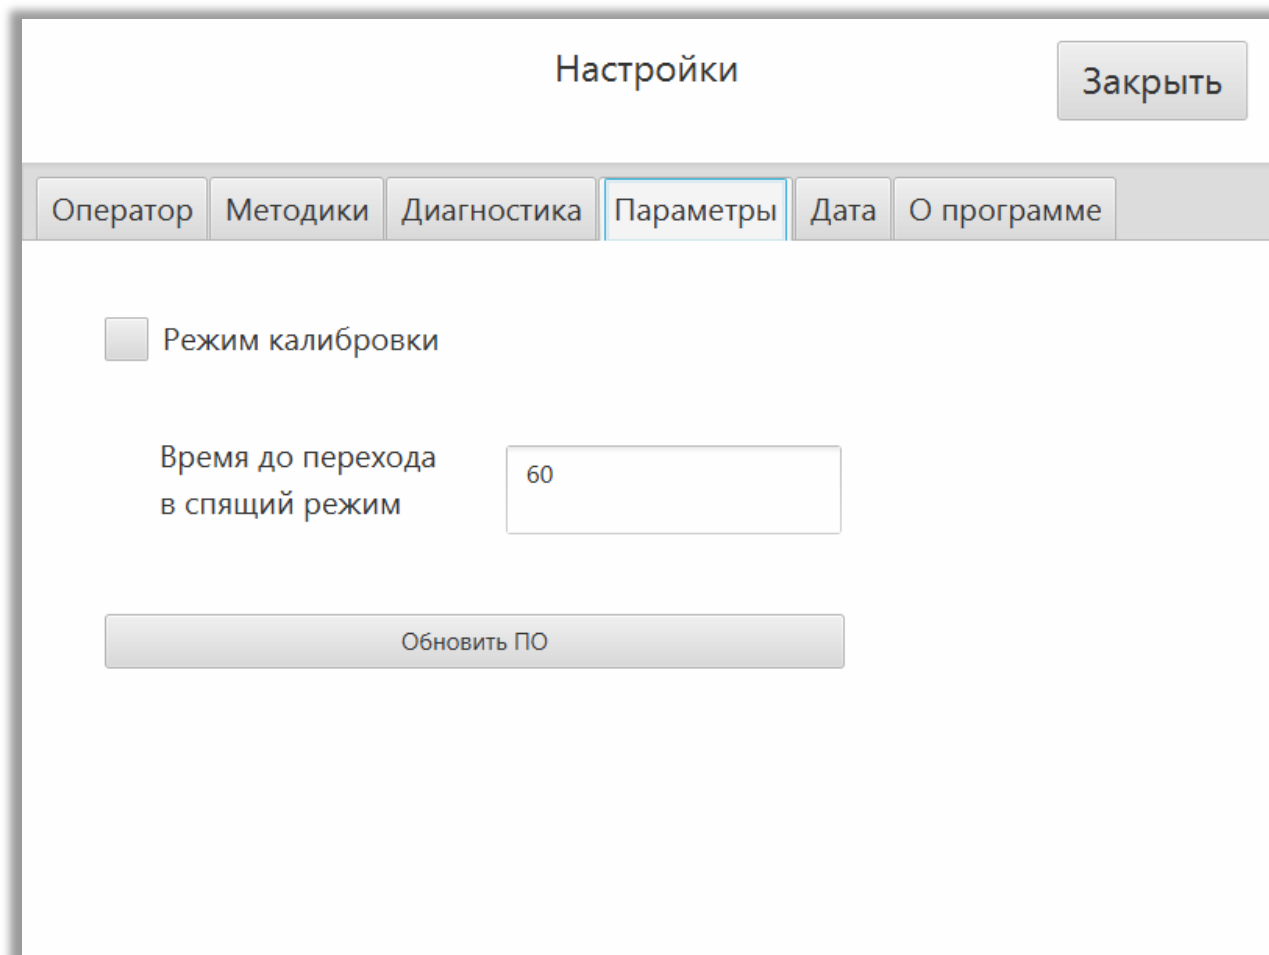 Настройки
Закрыть
Оператор Методики Диагностика Параметры Дата О программе
Режим калибровки
Время до перехода
в спящий режим
60
Обновить ПО